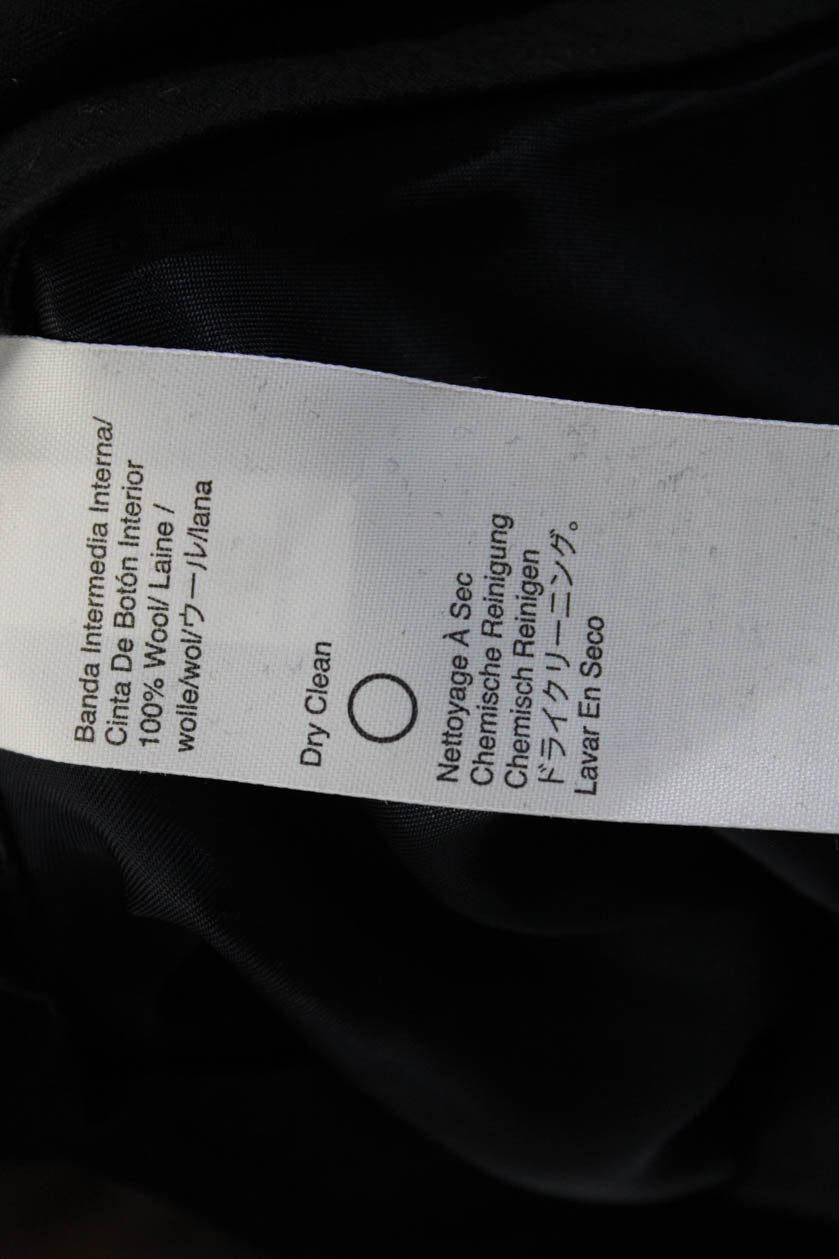 Banda Intermedia Interna/
Cinta De Botón Interior
100% Wool/ Laine /
wolle/wol/ウール/lana
Dry Clean
Nettoyage À Sec
Chemische Reinigung
Chemisch Reinigen
ドライクリーニング。
Lavar En Seco